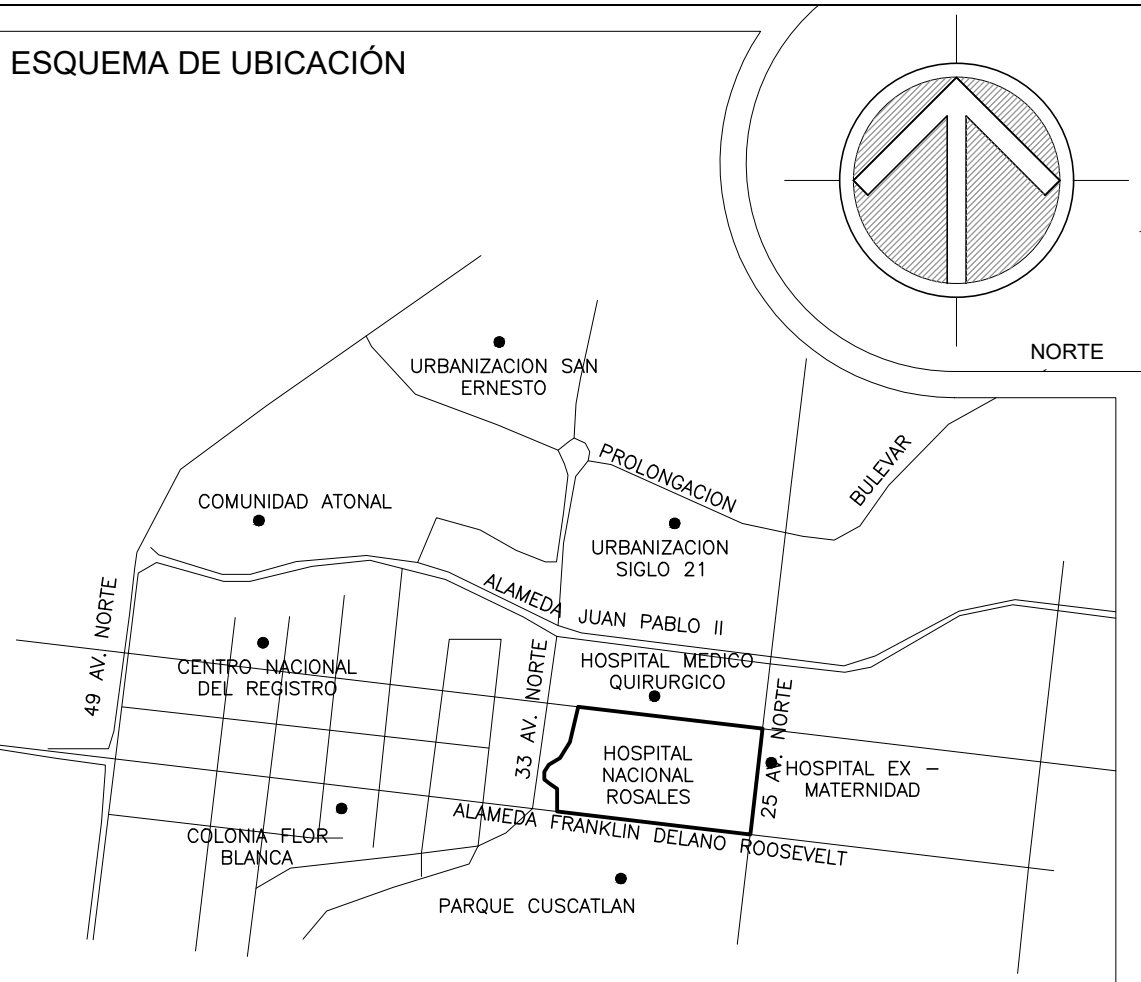 ESQUEMA DE UBICACIÓN
NORTE
URBANIZACION SAN
ERNESTO
PROLONGACION
BULEVAR
COMUNIDAD ATONAL
URBANIZACION
SIGLO 21
ALAMEDA JUAN PABLO II
49 AV. NORTE
CENTRO NACIONAL
DEL REGISTRO
33 AV. NORTE
HOSPITAL MEDICO
QUIRURGICO
25 AV. NORTE
HOSPITAL
NACIONAL
ROSALES
HOSPITAL EX –
MATERNIDAD
COLONIA FLOR
BLANCA
ALAMEDA FRANKLIN DELANO ROOSEVELT
PARQUE CUSCATLAN